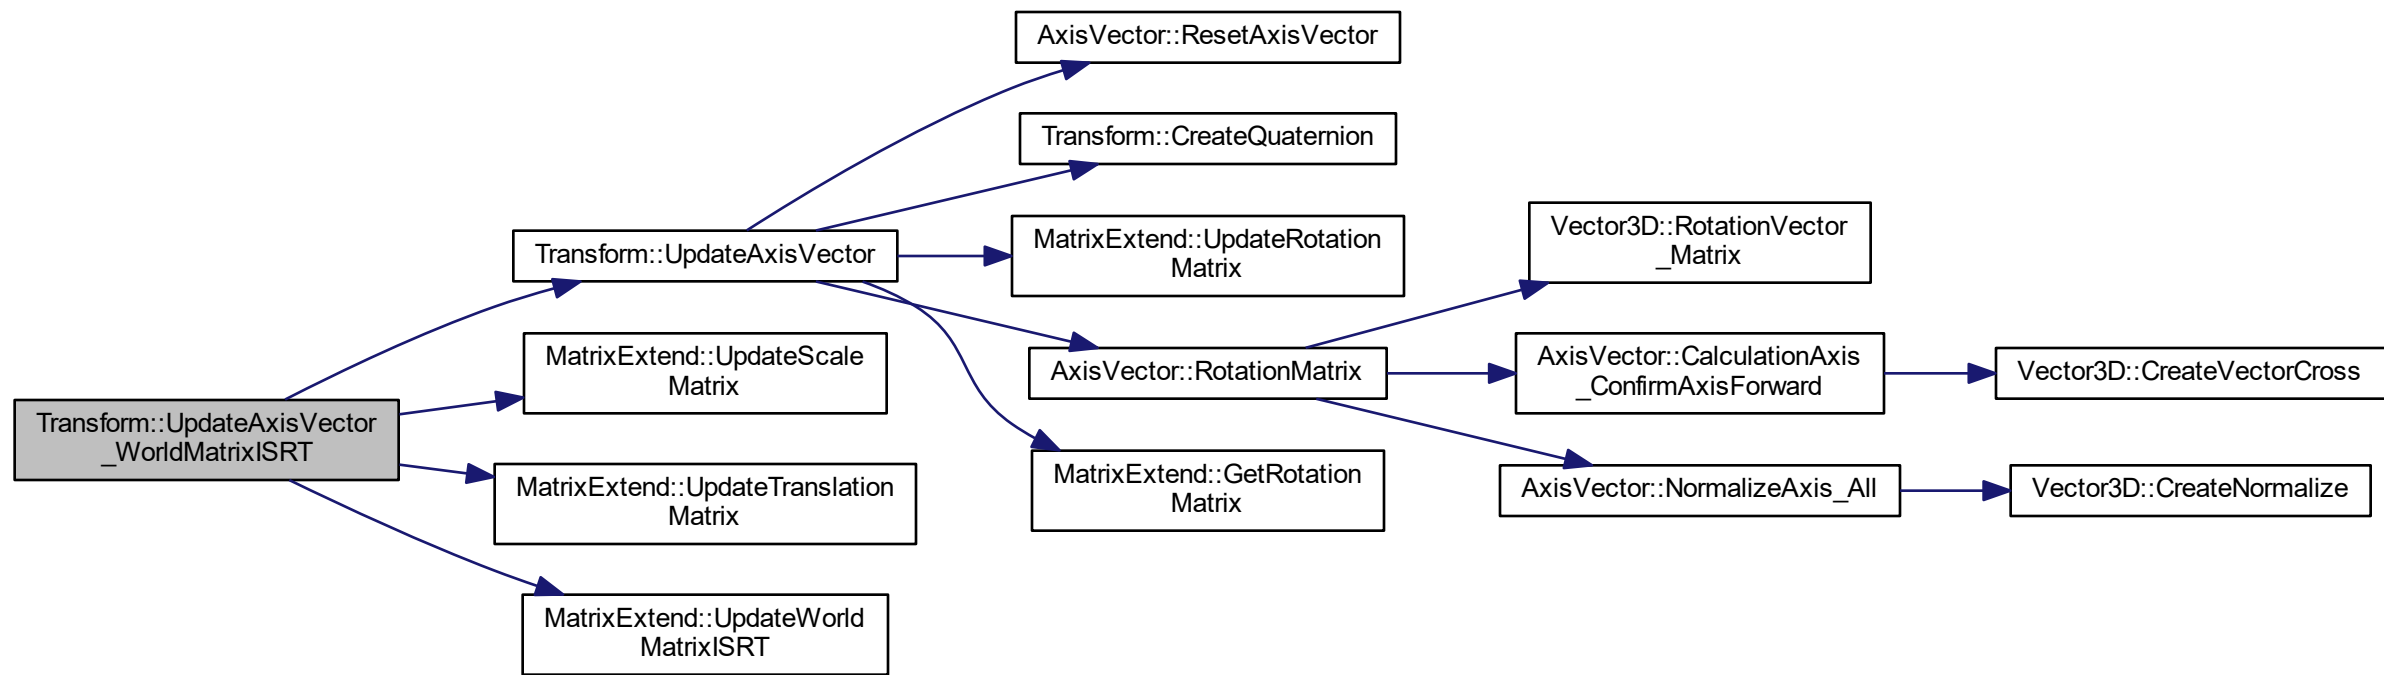 AxisVector::ResetAxisVector
Transform::CreateQuaternion
Transform::UpdateAxisVector
MatrixExtend::UpdateRotation
Matrix
Vector3D::RotationVector
_Matrix
MatrixExtend::UpdateScale
Matrix
AxisVector::RotationMatrix
AxisVector::CalculationAxis
_ConfirmAxisForward
Vector3D::CreateVectorCross
Transform::UpdateAxisVector
_WorldMatrixISRT
MatrixExtend::UpdateTranslation
Matrix
MatrixExtend::GetRotation
Matrix
AxisVector::NormalizeAxis_All
Vector3D::CreateNormalize
MatrixExtend::UpdateWorld
MatrixISRT